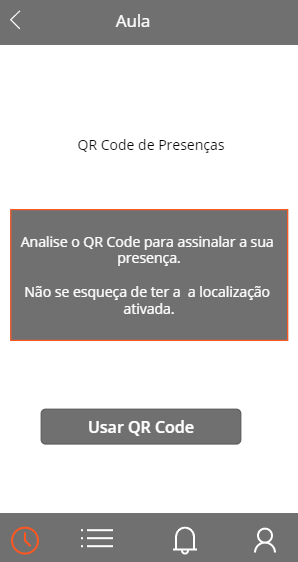 Aula
QR Code de Presenças
Analise o QR Code para assinalar a sua
presença.
Não se esqueça de ter a  a localização
ativada.
Usar QR Code